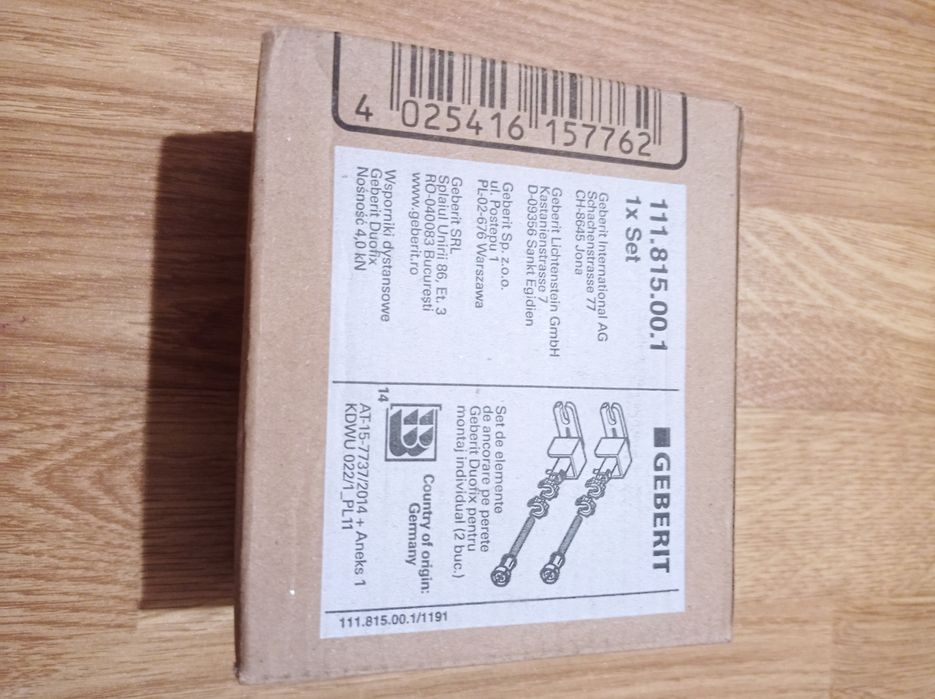 4 025416 157762
111.815.00.1
1x Set
Geberit International AG
Schachenstrasse 77
CH-8645 Jona
Geberit Lichtenstein GmbH
Kastanienstrasse 7
D-09356 Sankt Egidien
Geberit Sp. z.o.o.
ul. Postepu 1
PL-02-676 Warszawa
Geberit SRL
Splaiul Unirii 86, Et. 3
RO-040083 București
www.geberit.ro
Wsporniki dystansowe
Geberit Duofix
Nośność 4,0 kN
GEBERIT
Set de elemente
de ancorare pe perete
Geberit Duofix pentru
montaj individual (2 buc.)
Country of origin:
Germany
14
AT-15-7737/2014 + Aneks 1
KDWU 022/1_PL11
111.815.00.1/1191